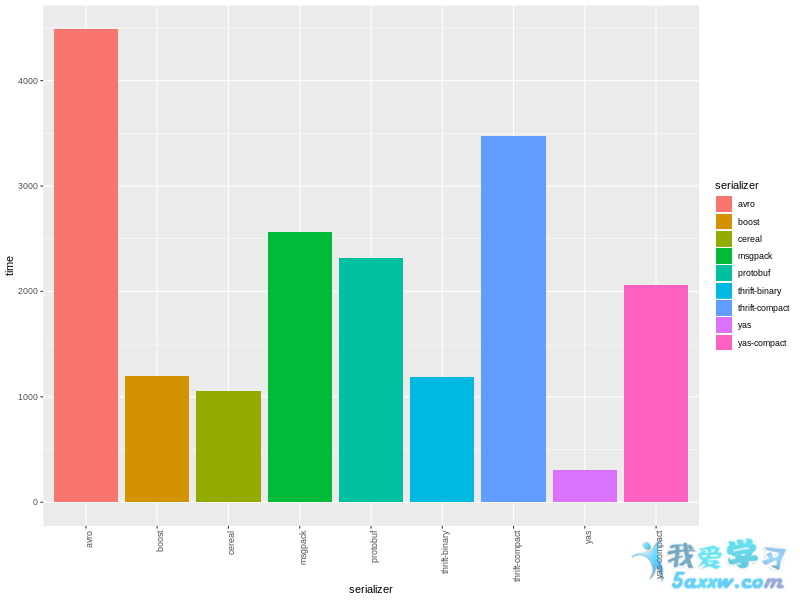 4000
3000
2000
1000
0
time
avro
boost
cereal
msgpack
protobuf
thrift-binary
thrift-compact
yas
yas-compact
serializer
serializer
avro
boost
cereal
msgpack
protobuf
thrift-binary
thrift-compact
yas
yas-compact
我爱学习
5axxw.com